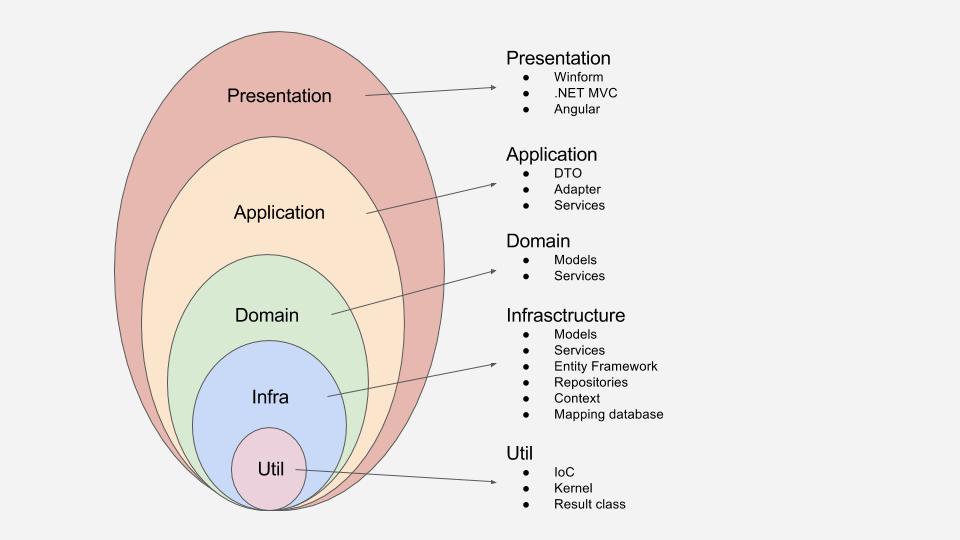 Presentation
Application
Domain
Infra
Util
Presentation
● Winform
● .NET MVC
● Angular
Application
● DTO
● Adapter
● Services
Domain
● Models
● Services
Infrasctructure
● Models
● Services
● Entity Framework
● Repositories
● Context
● Mapping database
Util
● IoC
● Kernel
● Result class